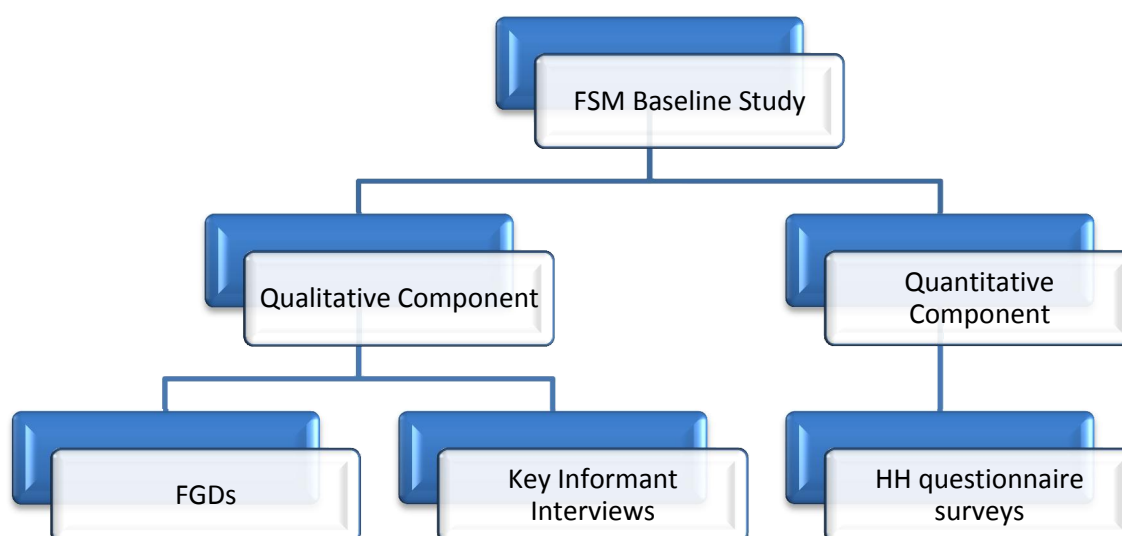 FSM Baseline Study
Qualitative Component
Quantitative
Component
FGDs
Key Informant
Interviews
HH questionnaire
surveys